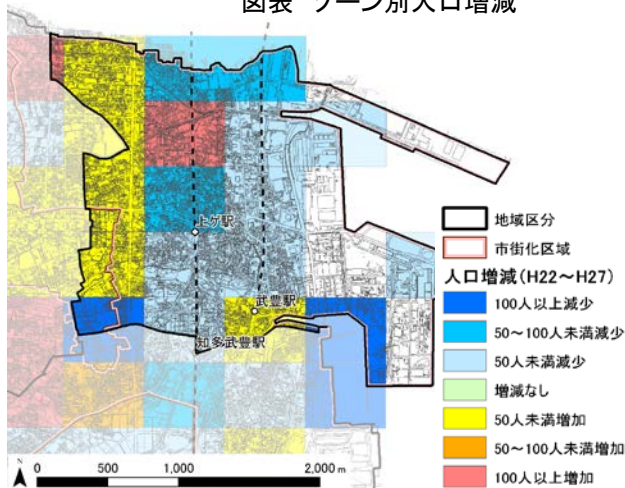 図表 ゾーン別人口増減
上ゲ駅
武豊駅
知多武豊駅
地域区分
市街化区域
人口増減(H22～H27)
100人以上減少
50～100人未満減少
50人未満減少
増減なし
50人未満増加
50～100人未満増加
100人以上増加
N
0 500 1,000 2,000 m